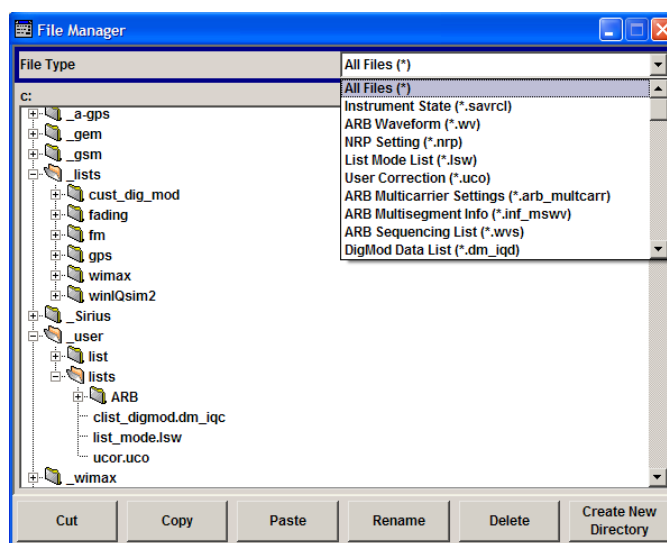 File Manager
File Type
All Files (*)
c:
All Files (*)
Instrument State (*.savrcl)
ARB Waveform (*.wv)
NRP Setting (*.nrp)
List Mode List (*.lsw)
User Correction (*.uco)
ARB Multicarrier Settings (*.arb_multcarr)
ARB Multisegment Info (*.inf_mswv)
ARB Sequencing List (*.wvs)
DigMod Data List (*.dm_iqd)
_a-gps
_gem
_gsm
_lists
cust_dig_mod
fading
fm
gps
wimax
winIQsim2
_Sirius
_user
list
lists
ARB
clist_digmod.dm_iqc
list_mode.lsw
ucor.uco
_wimax
Cut
Copy
Paste
Rename
Delete
Create New
Directory